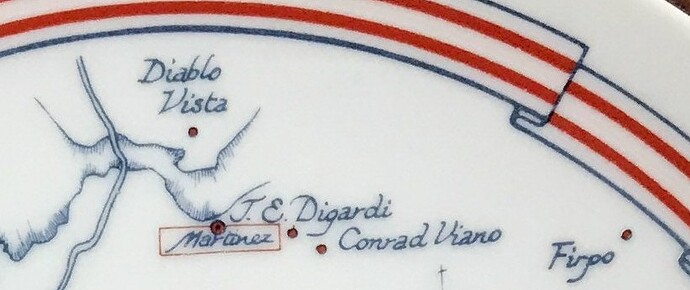 Diablo
Vista
J. E. Digardi
Martinez
Conrad Viano
Firpo